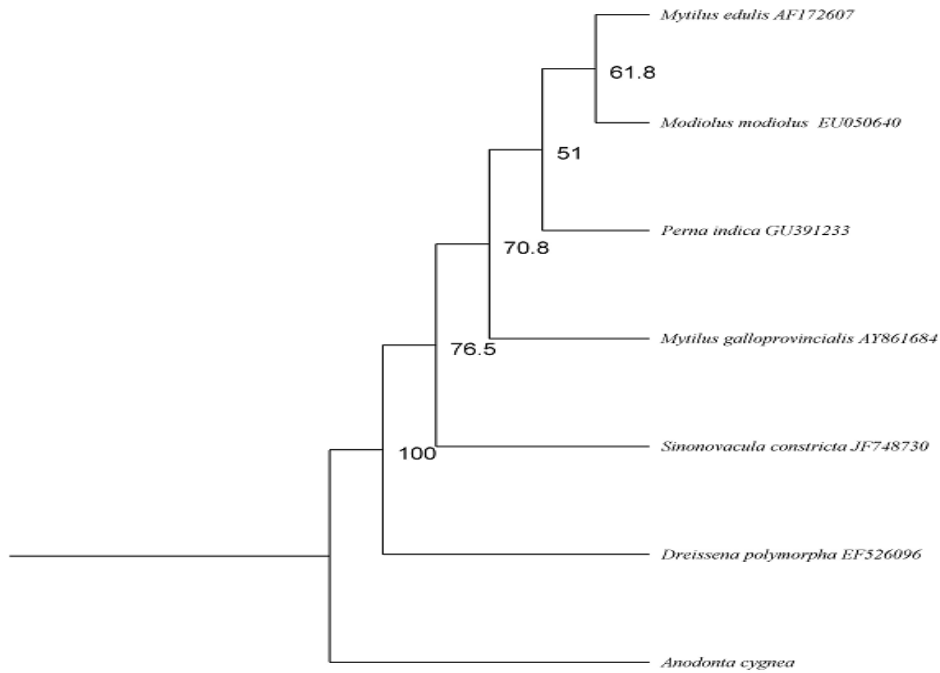 Mytilus edulis AF172607
61.8
Modiolus modiolus EU050640
51
Perna indica GU391233
70.8
Mytilus galloprovincialis AY861684
76.5
Sinonovacula constricta JF748730
100
Dreissena polymorpha EF526096
Anodonta cygnea